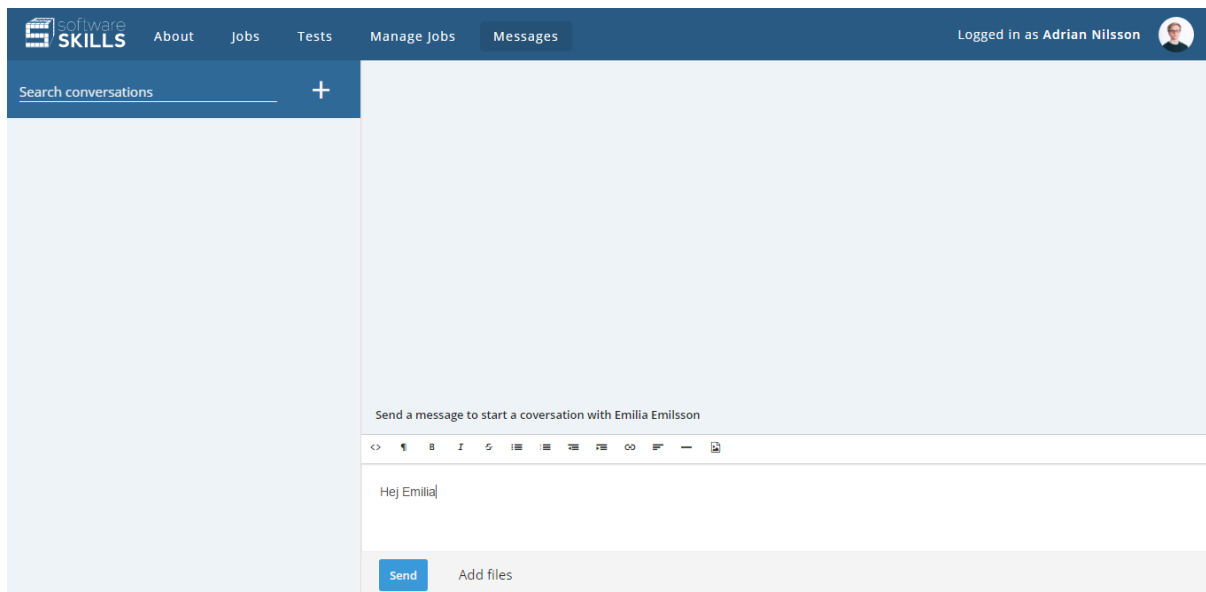 software
SKILLS
About Jobs Tests Manage Jobs Messages
Logged in as Adrian Nilsson
Search conversations +
Send a message to start a coversation with Emilia Emilsson
<> ¶ B I S
Hej Emilia
Send Add files